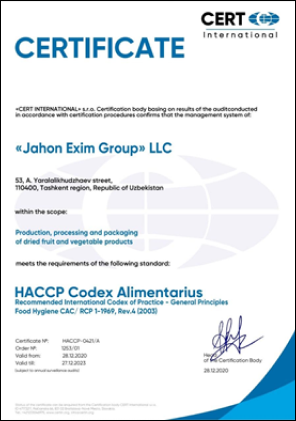 CERT
International
CERTIFICATE
«CERT INTERNATIONAL» s.r.o. Certification body basing on results of the auditconducted
in accordance with certification procedures confirms that the management system of:
«Jahon Exim Group» LLC
53, A. Yaralalikhudzhaev street,
110400, Tashkent region, Republic of Uzbekistan
within the scope:
Production, processing and packaging
of dried fruit and vegetable products
meets the requirements of the following standard:
HACCP Codex Alimentarius
Recommended International Codex of Practice - General Principles
Food Hygiene CAC/ RCP 1-1969, Rev.4 (2003)
Certificate №: HACCP-0421/A
Order №: 1253/01
Valid from: 28.12.2020
Valid till: 27.12.2023
(subject to annual surveillance audits)
Head
of the Certification Body
28.12.2020